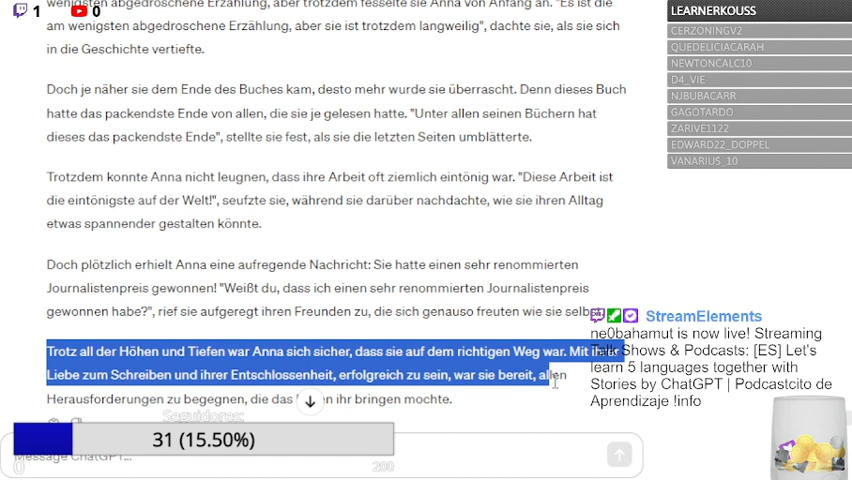 1
0
wenigsten abgedroschene Erzählung, aber trotzdem fesselte sie Anna von Anfang an. "Es ist die
am wenigsten abgedroschene Erzählung, aber sie ist trotzdem langweilig", dachte sie, als sie sich
in die Geschichte vertiefte.
Doch je näher sie dem Ende des Buches kam, desto mehr wurde sie überrascht. Denn dieses Buch
hatte das packendste Ende von allen, die sie je gelesen hatte. "Unter allen seinen Büchern hat
dieses das packendste Ende", stellte sie fest, als sie die letzten Seiten umblätterte.
Trotzdem konnte Anna nicht leugnen, dass ihre Arbeit oft ziemlich eintönig war. "Diese Arbeit ist
die eintönigste auf der Welt!", seufzte sie, während sie darüber nachdachte, wie sie ihren Alltag
etwas spannender gestalten könnte.
Doch plötzlich erhielt Anna eine aufregende Nachricht: Sie hatte einen sehr renommierten
Journalistenpreis gewonnen! "Weißt du, dass ich einen sehr renommierten Journalistenpreis
gewonnen habe?", rief sie aufgeregt ihren Freunden zu, die sich genauso freuten wie sie selbst.
Trotz all der Höhen und Tiefen war Anna sich sicher, dass sie auf dem richtigen Weg war. Mit ihrer
Liebe zum Schreiben und ihrer Entschlossenheit, erfolgreich zu sein, war sie bereit, allen
Herausforderungen zu begegnen, die das ihr bringen mochte.
Seguidores:
31 (15.50%)
Message ChatGPT...
0
200
LEARNERKOUSS
CERZONINGV2
QUEDELICIACARAH
NEWTONCALC10
D4_VIE
NJBUBACARR
GAGOTARDO
ZARIVE1122
EDWARD22_DOPPEL
VANARIUS_10
StreamElements
ne0bahamut is now live! Streaming
Talk Shows & Podcasts: [ES] Let's
learn 5 languages together with
Stories by ChatGPT | Podcastcito de
Aprendizaje !info